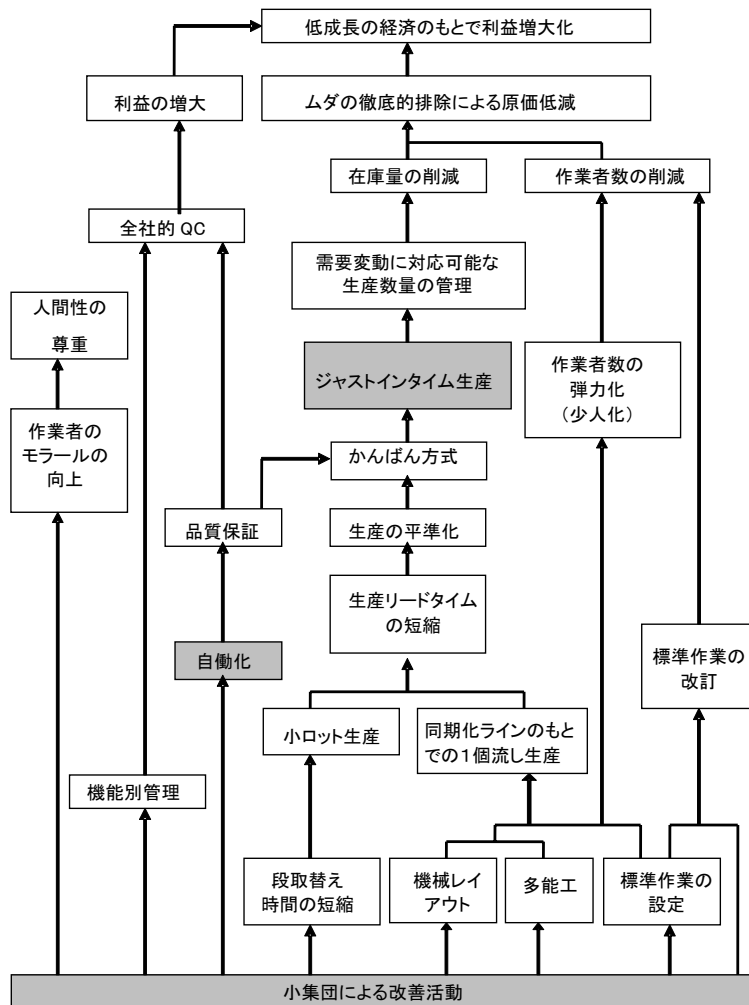 低成長の経済のもとで利益増大化
利益の増大
ムダの徹底的排除による原価低減
在庫量の削減
作業者数の削減
全社的 QC
需要変動に対応可能な
生産数量の管理
人間性の
尊重
ジャストインタイム生産
作業者数の
弾力化
（少人化）
作業者の
モラールの
向上
かんばん方式
品質保証
生産の平準化
生産リードタイム
の短縮
自働化
標準作業の
改訂
小ロット生産
同期化ラインのもと
での１個流し生産
機能別管理
段取替え
時間の短縮
機械レイ
アウト
多能工
標準作業の
設定
小集団による改善活動